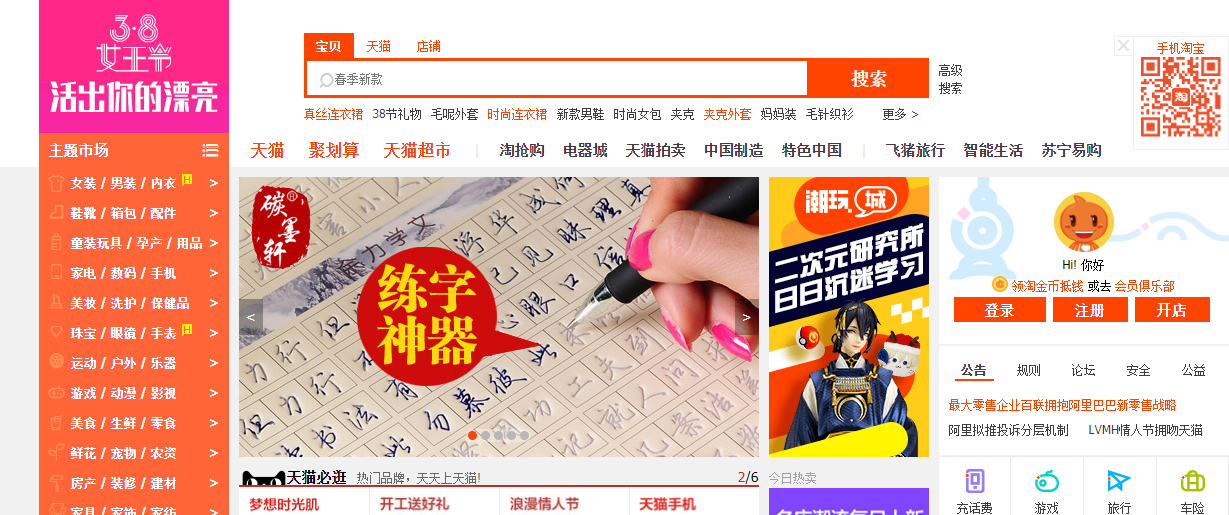 3·8
女王节
活出你的漂亮
宝贝 天猫 店铺
春季新款
搜索
高级
搜索
手机淘宝
淘
真丝连衣裙 38节礼物 毛呢外套 时尚连衣裙 新款男鞋 时尚女包 夹克 夹克外套 妈妈装 毛针织衫 更多 >
主题市场
天猫 聚划算 天猫超市 | 淘抢购 电器城 天猫拍卖 中国制造 特色中国 | 飞猪旅行 智能生活 苏宁易购
女装 / 男装 / 内衣 H >
鞋靴 / 箱包 / 配件 >
童装玩具 / 孕产 / 用品 >
家电 / 数码 / 手机 >
美妆 / 洗护 / 保健品 >
珠宝 / 眼镜 / 手表 H >
运动 / 户外 / 乐器 >
游戏 / 动漫 / 影视 >
美食 / 生鲜 / 零食 >
鲜花 / 宠物 / 农资 >
房产 / 装修 / 建材 >
家具 / 家饰 / 家纺 >
碳墨轩®
练字
神器
<
>
潮玩城
二次元研究所
日日沉迷学习
Hi! 你好
领淘金币抵钱 或去 会员俱乐部
登录 注册 开店
公告 规则 论坛 安全 公益
最大零售企业百联拥抱阿里巴巴新零售战略
阿里拟推投诉分层机制 LVMH情人节拥吻天猫
充话费 游戏 旅行 车险
天猫必逛 热门品牌，天天上天猫! 2/6
梦想时光肌 开工送好礼 浪漫情人节 天猫手机
今日热卖